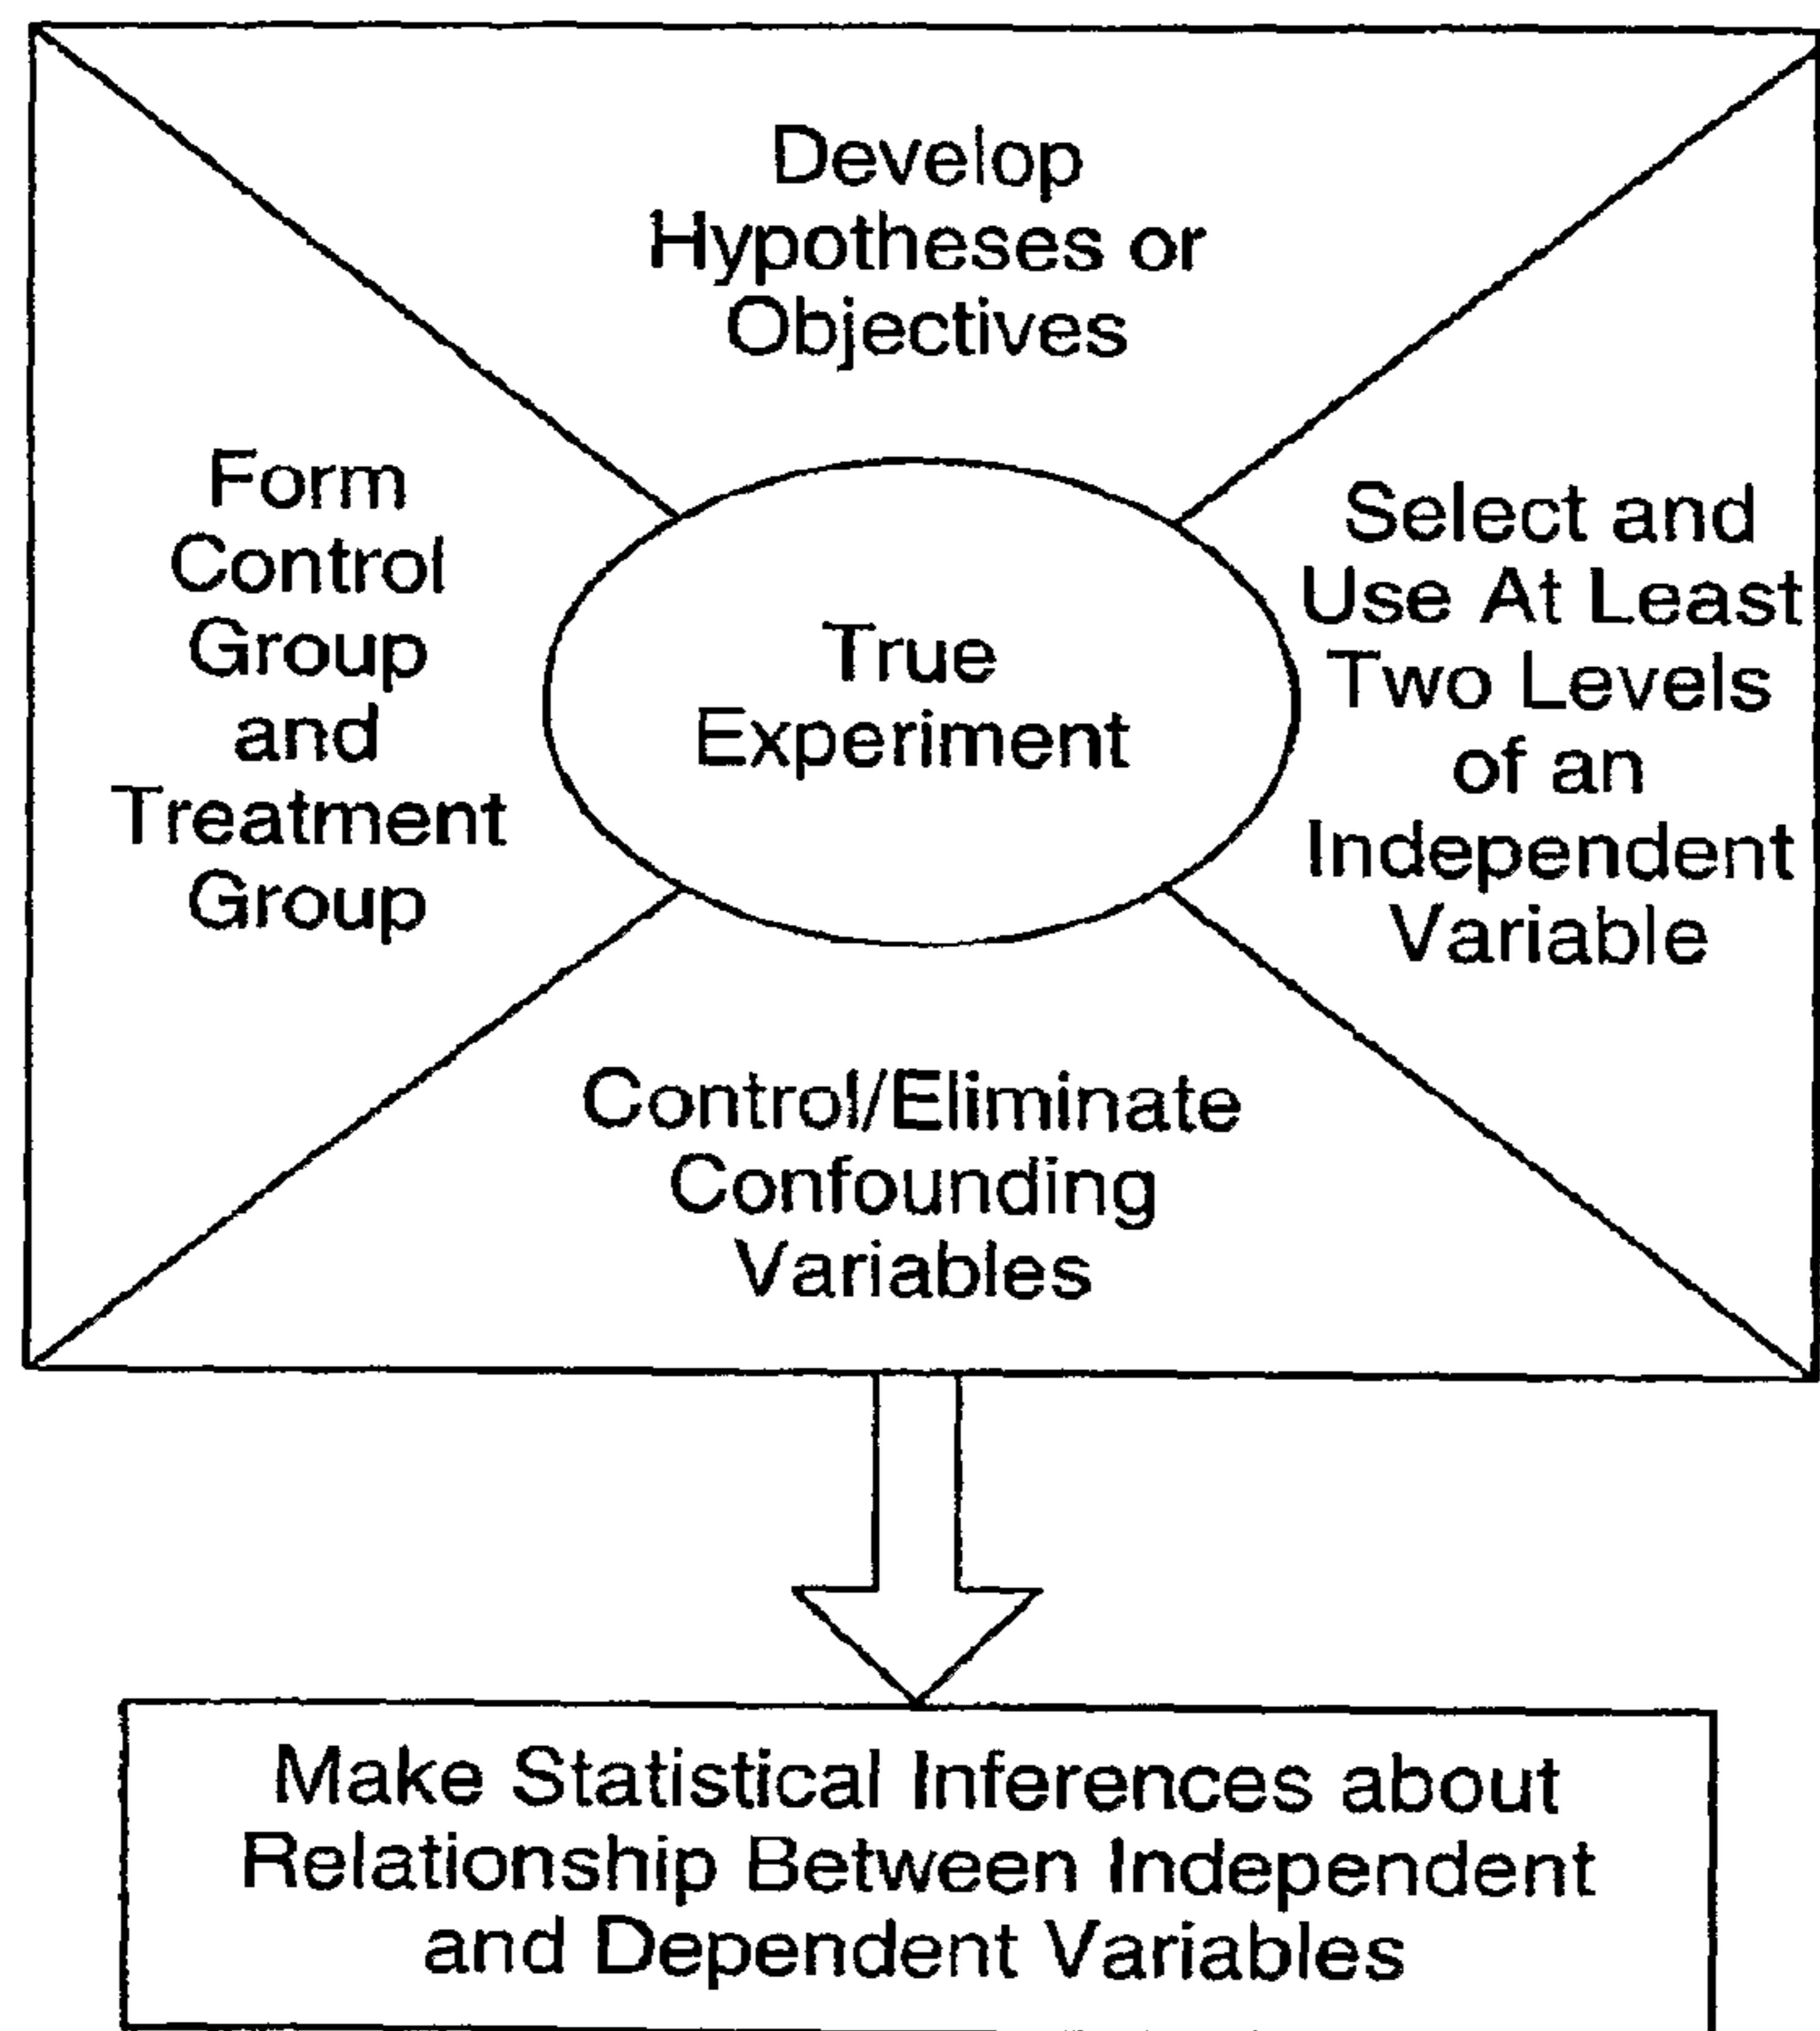 Develop
Hypotheses or
Objectives
Form
Control
Group
and
Treatment
Group
True
Experiment
Select and
Use At Least
Two Levels
of an
Independent
Variable
Control/Eliminate
Confounding
Variables
Make Statistical Inferences about
Relationship Between Independent
and Dependent Variables